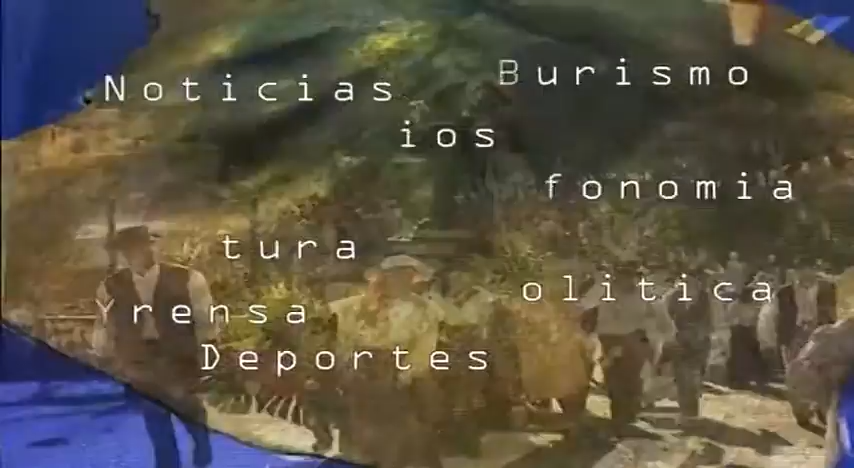 Noticias
Burismo
ios
fonomia
tura
olitica
Yrensa
Deportes